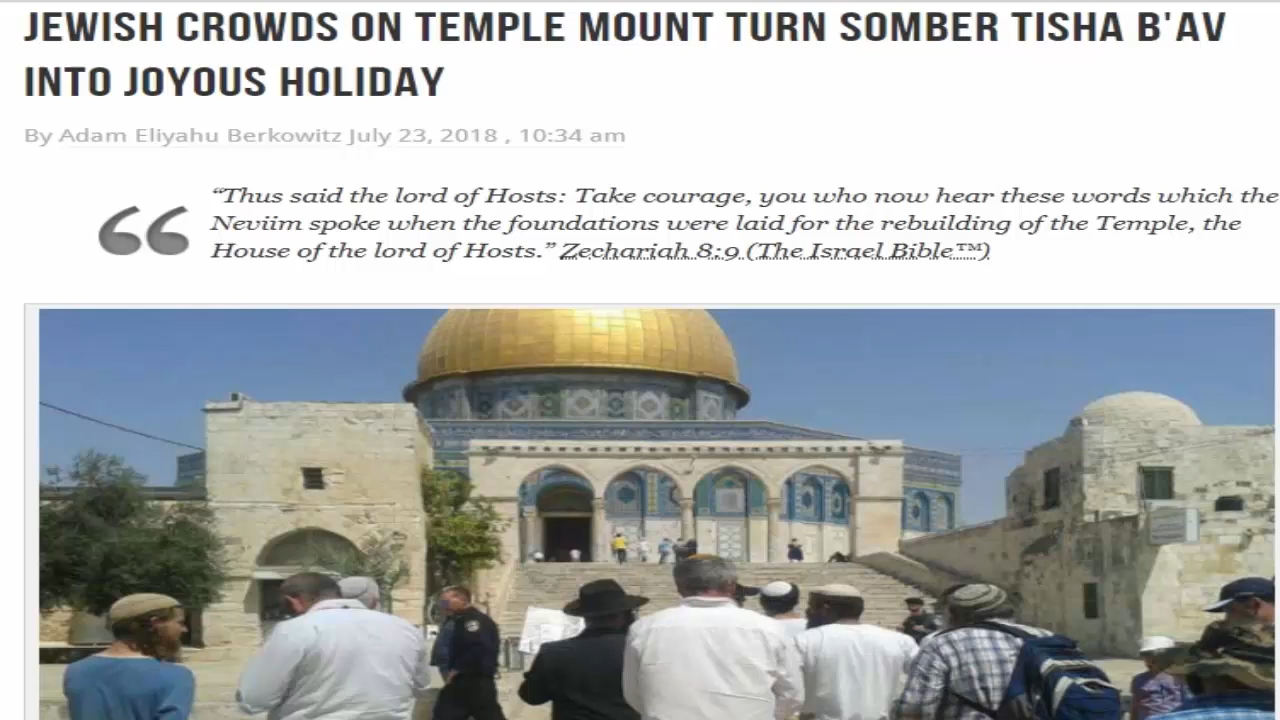 JEWISH CROWDS ON TEMPLE MOUNT TURN SOMBER TISHA B'AV
INTO JOYOUS HOLIDAY
By Adam Eliyahu Berkowitz July 23, 2018 , 10:34 am
“Thus said the lord of Hosts: Take courage, you who now hear these words which the
Neviim spoke when the foundations were laid for the rebuilding of the Temple, the
House of the lord of Hosts.” Zechariah 8:9 (The Israel Bible™)